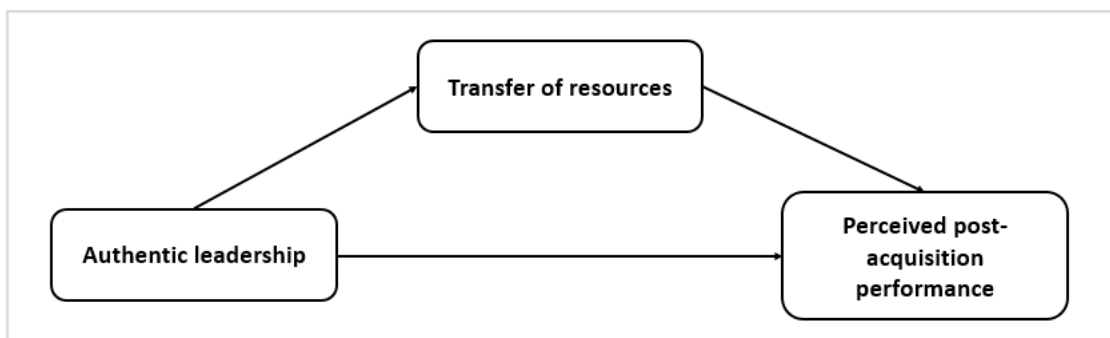 Transfer of resources
Authentic leadership
Perceived post-
acquisition
performance